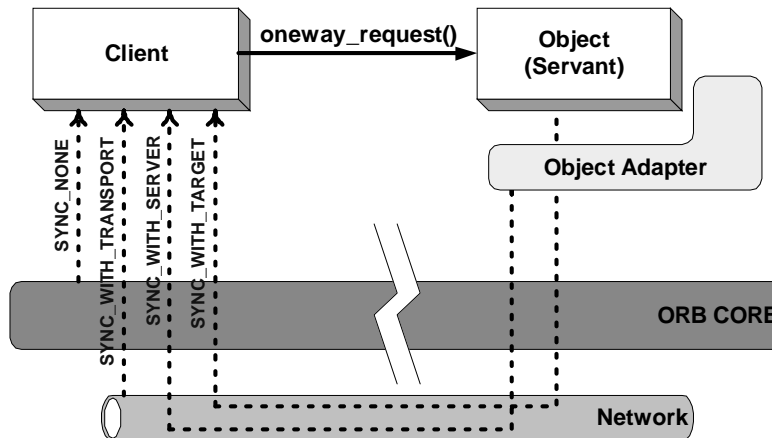 Client
oneway_request()
Object
(Servant)
Object Adapter
SYNC_NONE
SYNC_WITH_TRANSPORT
SYNC_WITH_SERVER
SYNC_WITH_TARGET
ORB CORE
Network